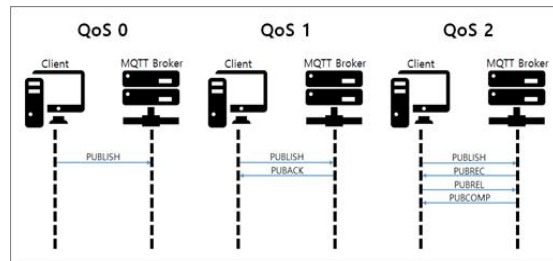 QoS 0
QoS 1
QoS 2
Client
MQTT Broker
Client
MQTT Broker
Client
MQTT Broker
PUBLISH
PUBLISH
PUBACK
PUBLISH
PUBREC
PUBREL
PUBCOMP